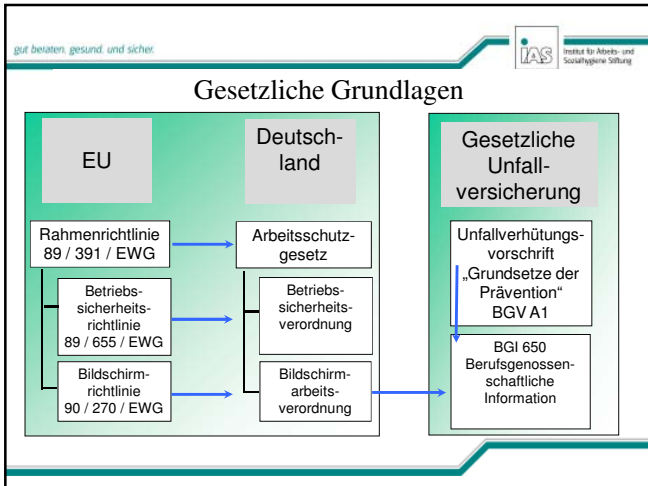 gut beraten. gesund. und sicher.
IAS
Institut für Arbeits- und
Sozialhygiene Stiftung
Gesetzliche Grundlagen
EU
Deutsch-
land
Gesetzliche
Unfall-
versicherung
Rahmenrichtlinie
89 / 391 / EWG
Arbeitsschutz-
gesetz
Unfallverhütungs-
vorschrift
„Grundsetze der
Prävention“
BGV A1
Betriebs-
sicherheits-
richtlinie
89 / 655 / EWG
Betriebs-
sicherheits-
verordnung
Bildschirm-
richtlinie
90 / 270 / EWG
Bildschirm-
arbeits-
verordnung
BGI 650
Berufsgenossen-
schaftliche
Information